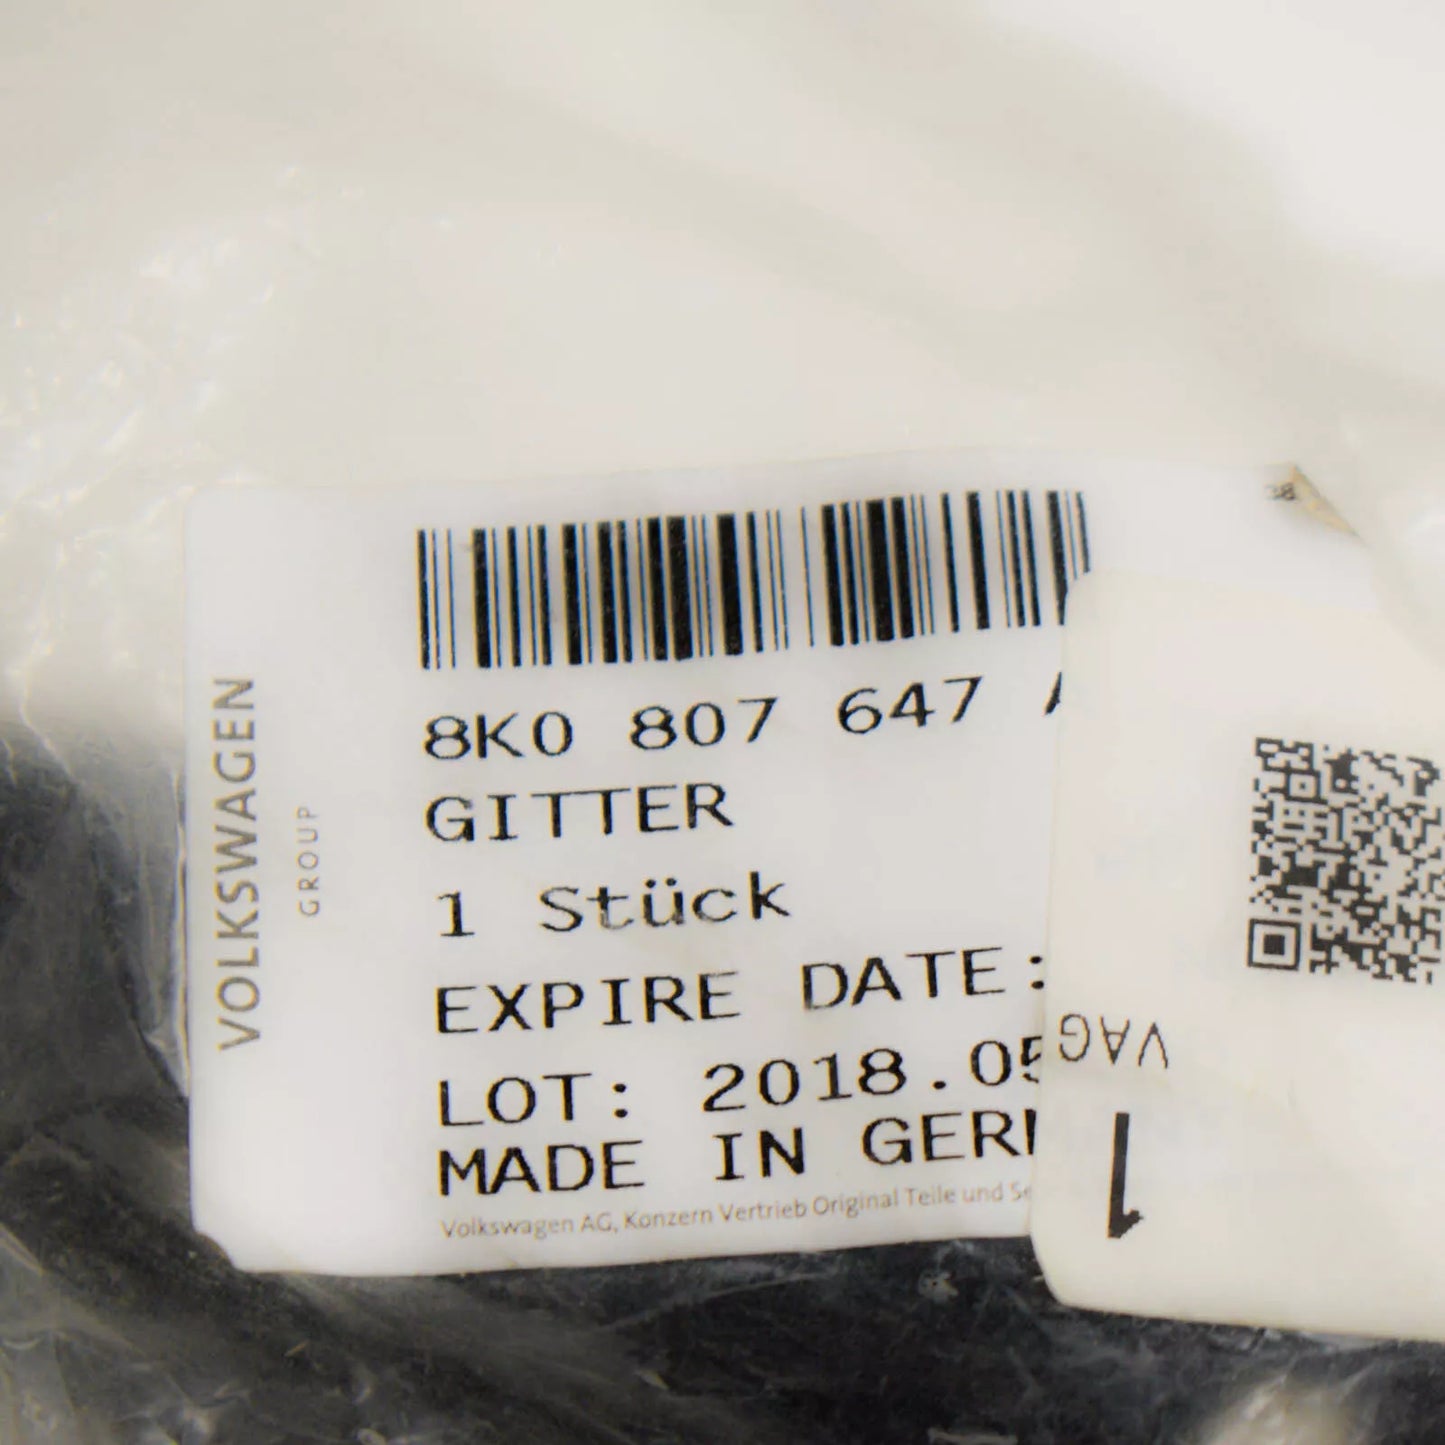 VOLKSWAGEN
GROUP
8K0 807 647
GITTER
1 Stück
EXPIRE DATE:
LOT: 2018.05
MADE IN
Volkswagen AG, Konzern Vertrieb Original Teile und
VAG
1